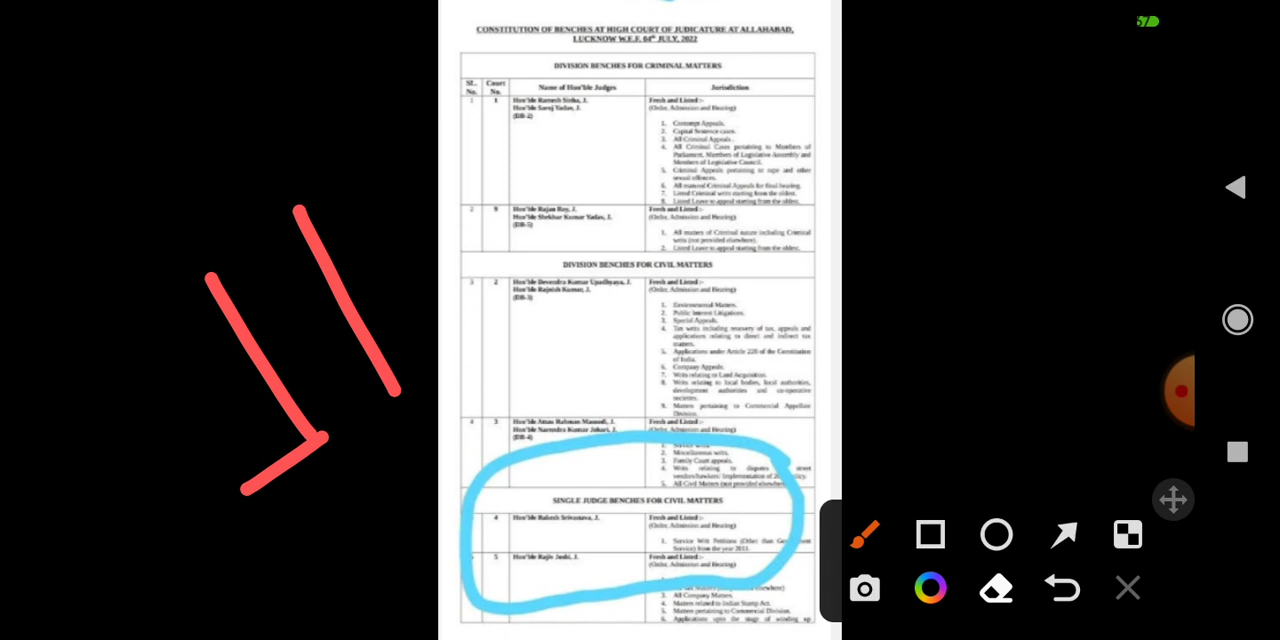 CONSTITUTION OF BENCHES AT HIGH COURT OF JUDICATURE AT ALLAHABAD,
LUCKNOW W.E.F. 04th JULY, 2022
DIVISION BENCHES FOR CRIMINAL MATTERS
SL. No. Court No. Name of Hon'ble Judges Jurisdiction
1 1 Hon'ble Ramesh Sinha, J.
Hon'ble Saroj Yadav, J.
(DB-2)
Fresh and Listed :-
(Order, Admission and Hearing)
1. Contempt Appeals.
2. Capital Sentence cases.
3. All Criminal Appeals .
4. All Criminal Cases pertaining to Members of
Parliament, Members of Legislative Assembly and
Members of Legislative Council.
5. Criminal Appeals pertaining to rape and other
sexual offences.
6. All matured Criminal Appeals for final hearing.
7. Listed Criminal writs starting from the oldest.
8. Listed Leave to appeal starting from the oldest.
2 9 Hon'ble Rajan Roy, J.
Hon'ble Shekhar Kumar Yadav, J.
(DB-5)
Fresh and Listed :-
(Order, Admission and Hearing)
1. All matters of Criminal nature including Criminal
writs (not provided elsewhere).
2. Listed Leave to appeal starting from the oldest.
DIVISION BENCHES FOR CIVIL MATTERS
3 2 Hon'ble Devendra Kumar Upadhyaya, J.
Hon'ble Rajnish Kumar, J.
(DB-3)
Fresh and Listed :-
(Order, Admission and Hearing)
1. Environmental Matters.
2. Public Interest Litigations.
3. Special Appeals.
4. Tax writs including recovery of tax, appeals and
applications relating to direct and indirect tax
matters.
5. Applications under Article 228 of the Constitution
of India.
6. Company Appeals.
7. Writs relating to Land Acquisition.
8. Writs relating to local bodies, local authorities,
development authorities and co-operative
societies.
9. Matters pertaining to Commercial Appellate
Division.
4 3 Hon'ble Attau Rahman Masoodi, J.
Hon'ble Narendra Kumar Johari, J.
(DB-4)
Fresh and Listed :-
(Order, Admission and Hearing)
1. Service writs.
2. Miscellaneous writs.
3. Family Court appeals.
4. Writs relating to disputes street
vendors/hawkers/ Implementation of
5. All Civil Matters (not provided elsewhere)
SINGLE JUDGE BENCHES FOR CIVIL MATTERS
4 Hon'ble Rakesh Srivastava, J.
Fresh and Listed :-
(Order, Admission and Hearing)
1. Service Writ Petitions (Other than
Service) from the year 2011.
5 Hon'ble Rajiv Joshi, J.
Fresh and Listed :-
(Order, Admission and Hearing)
3. All Company Matters.
4. Matters related to Indian Stamp Act.
5. Matters pertaining to Commercial Division.
6. Applications upto the stage of winding up